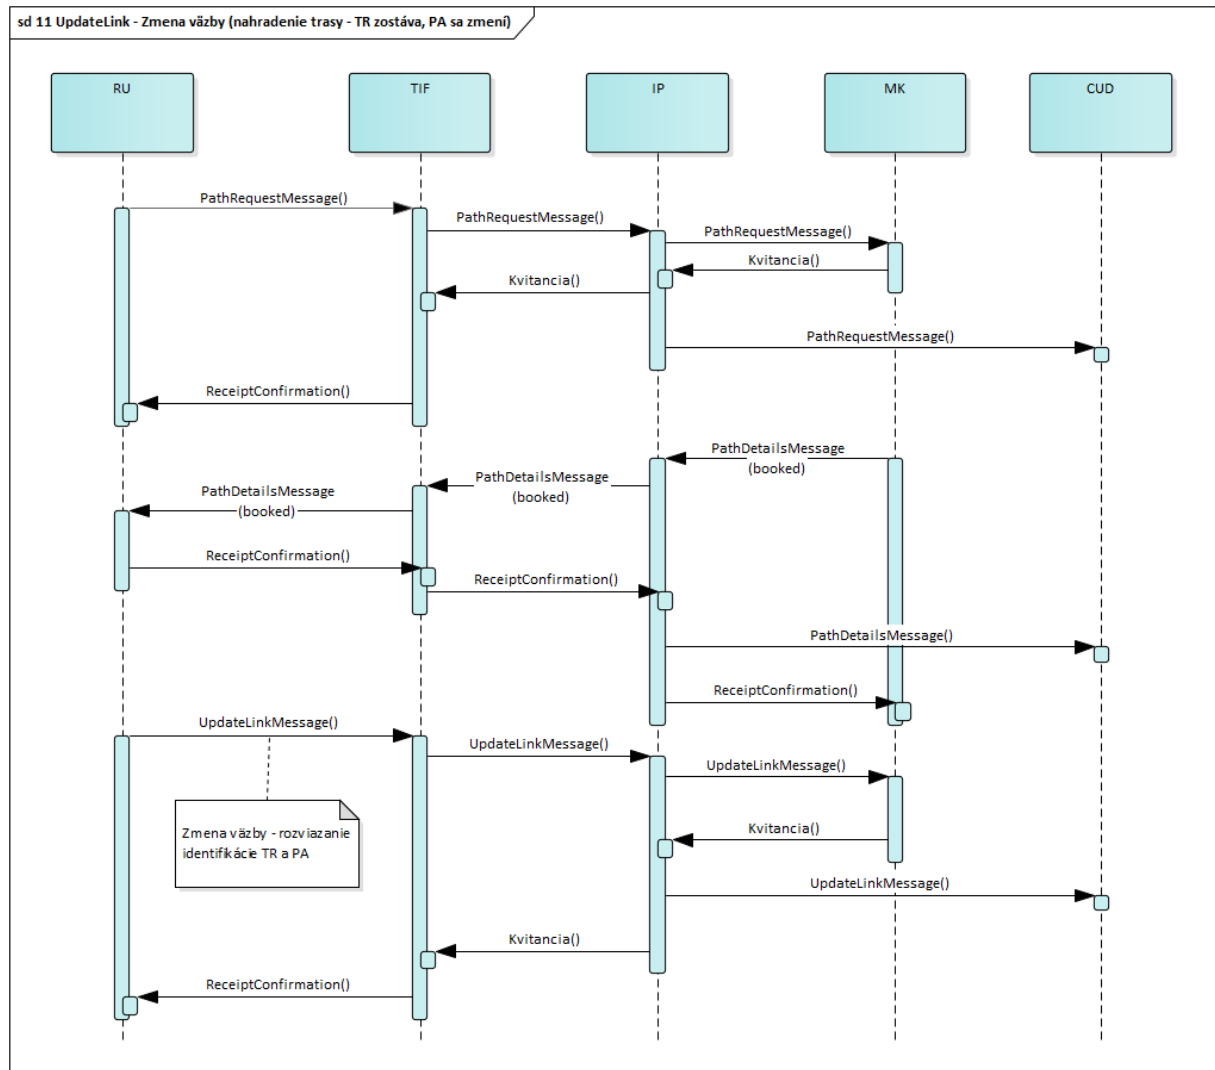 sd 11 UpdateLink - Zmena väzby (nahradenie trasy - TR zostáva, PA sa zmení)
RU
TIF
IP
MK
CUD
PathRequestMessage()
PathRequestMessage()
PathRequestMessage()
Kvitancia()
Kvitancia()
PathRequestMessage()
ReceiptConfirmation()
PathDetailsMessage
(booked)
PathDetailsMessage
(booked)
PathDetailsMessage
(booked)
ReceiptConfirmation()
ReceiptConfirmation()
PathDetailsMessage()
ReceiptConfirmation()
UpdateLinkMessage()
UpdateLinkMessage()
UpdateLinkMessage()
Zmena väzby - rozviazanie
identifikácie TR a PA
Kvitancia()
UpdateLinkMessage()
Kvitancia()
ReceiptConfirmation()